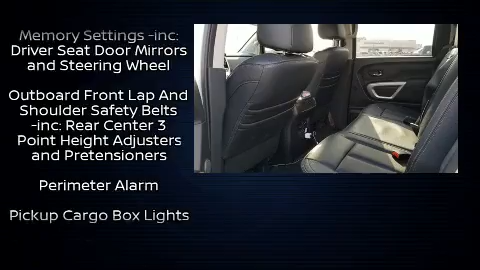 Memory Settings -inc:
Driver Seat Door Mirrors
and Steering Wheel
Outboard Front Lap And
Shoulder Safety Belts
-inc: Rear Center 3
Point Height Adjusters
and Pretensioners
Perimeter Alarm
Pickup Cargo Box Lights